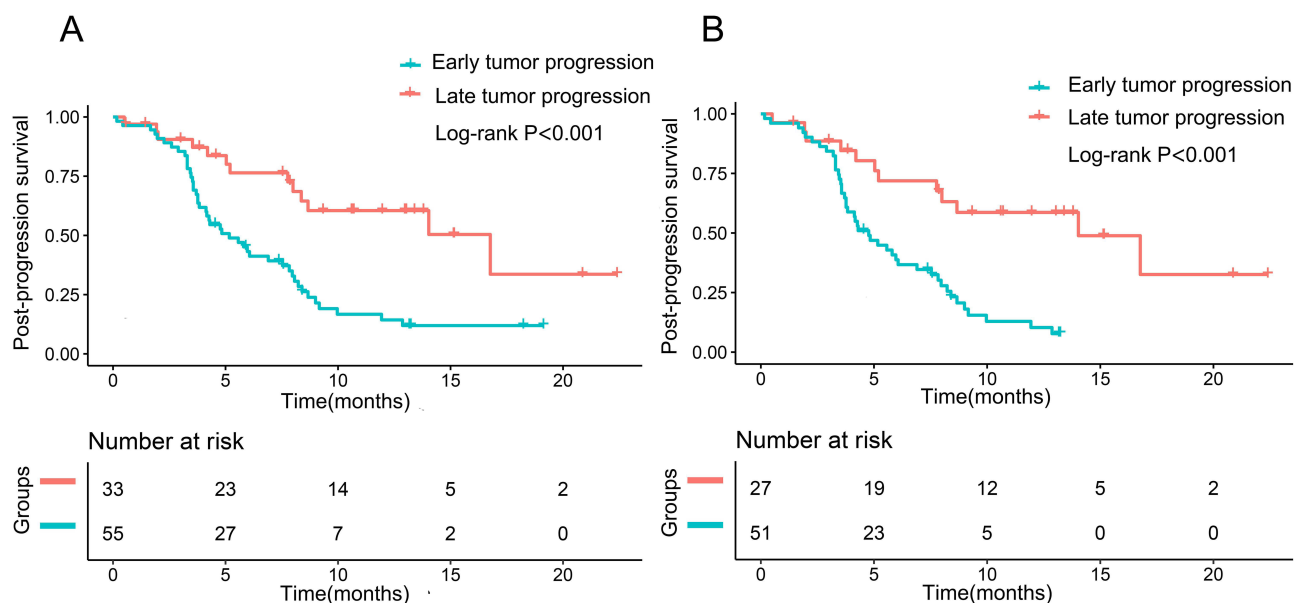 A
Early tumor progression
Late tumor progression
Log-rank P<0.001
Post-progression survival
1.00
0.75
0.50
0.25
0.00
0 5 10 15 20
Time(months)
Number at risk
Groups
33 23 14 5 2
55 27 7 2 0
0 5 10 15 20
Time(months)
B
Early tumor progression
Late tumor progression
Log-rank P<0.001
Post-progression survival
1.00
0.75
0.50
0.25
0.00
0 5 10 15 20
Time(months)
Number at risk
Groups
27 19 12 5 2
51 23 5 0 0
0 5 10 15 20
Time(months)